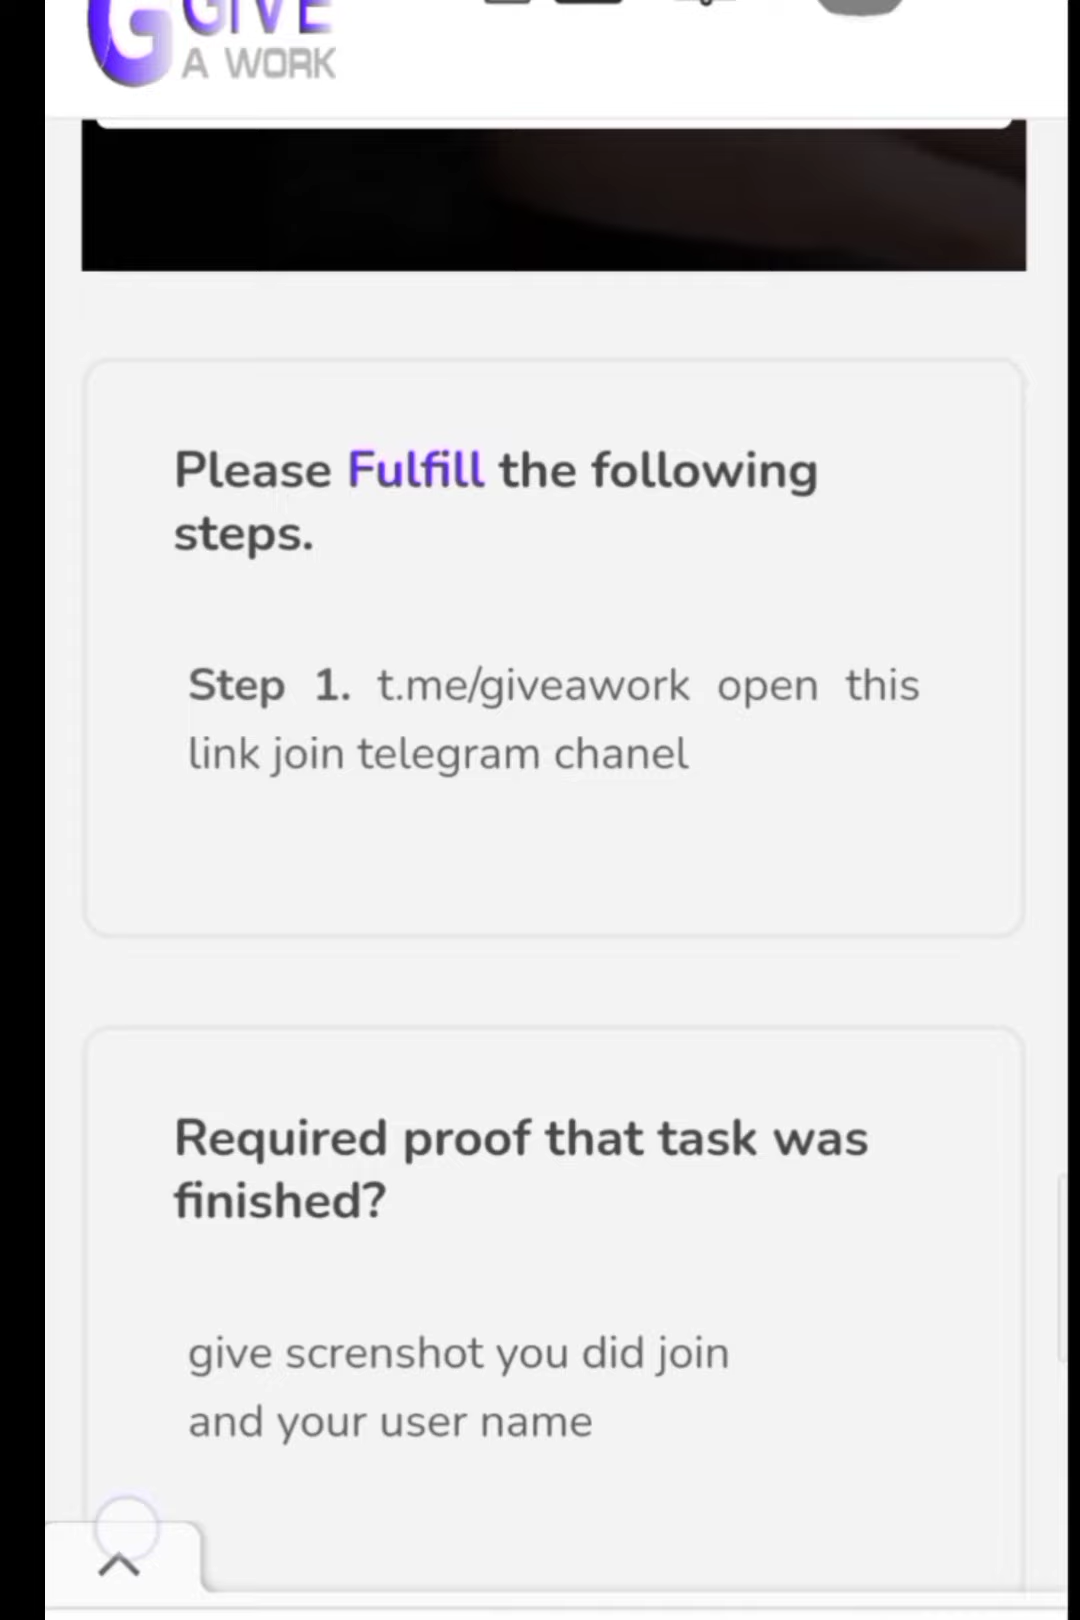 GIVE
A WORK
Please Fulfill the following
steps.
Step 1. t.me/giveawork open this
link join telegram chanel
Required proof that task was
finished?
give screnshot you did join
and your user name